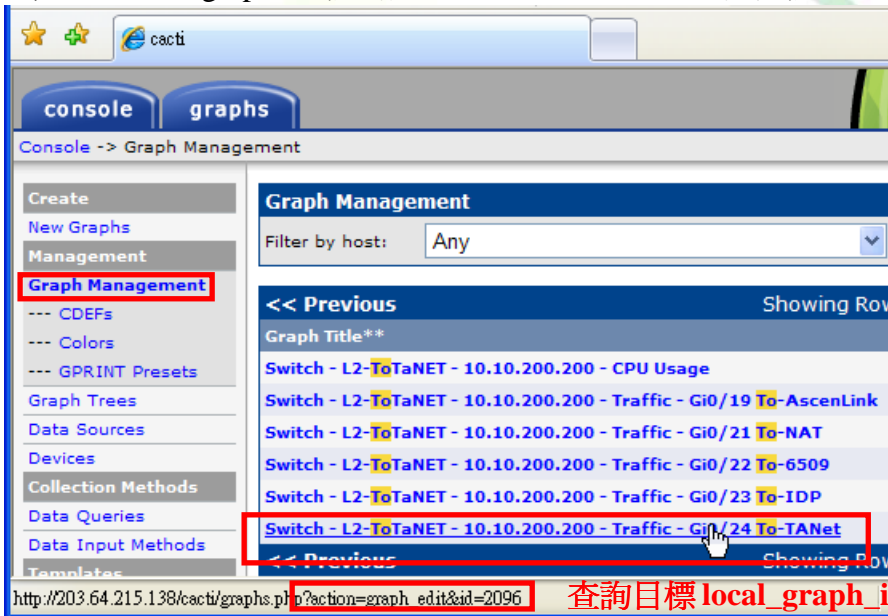 cacti
console graphs
Console -> Graph Management
Create
New Graphs
Management
Graph Management
--- CDEFs
--- Colors
--- GPRINT Presets
Graph Trees
Data Sources
Devices
Collection Methods
Data Queries
Data Input Methods
Templates
Graph Management
Filter by host: Any
<< Previous Showing Row
Graph Title**
Switch - L2-ToTaNET - 10.10.200.200 - CPU Usage
Switch - L2-ToTaNET - 10.10.200.200 - Traffic - Gi0/19 To-AscenLink
Switch - L2-ToTaNET - 10.10.200.200 - Traffic - Gi0/21 To-NAT
Switch - L2-ToTaNET - 10.10.200.200 - Traffic - Gi0/22 To-6509
Switch - L2-ToTaNET - 10.10.200.200 - Traffic - Gi0/23 To-IDP
Switch - L2-ToTaNET - 10.10.200.200 - Traffic - Gi0/24 To-TANet
<< Previous Showing Row
http://203.64.215.138/cacti/graphs.php?action=graph_edit&id=2096
查詢目標 local_graph_i